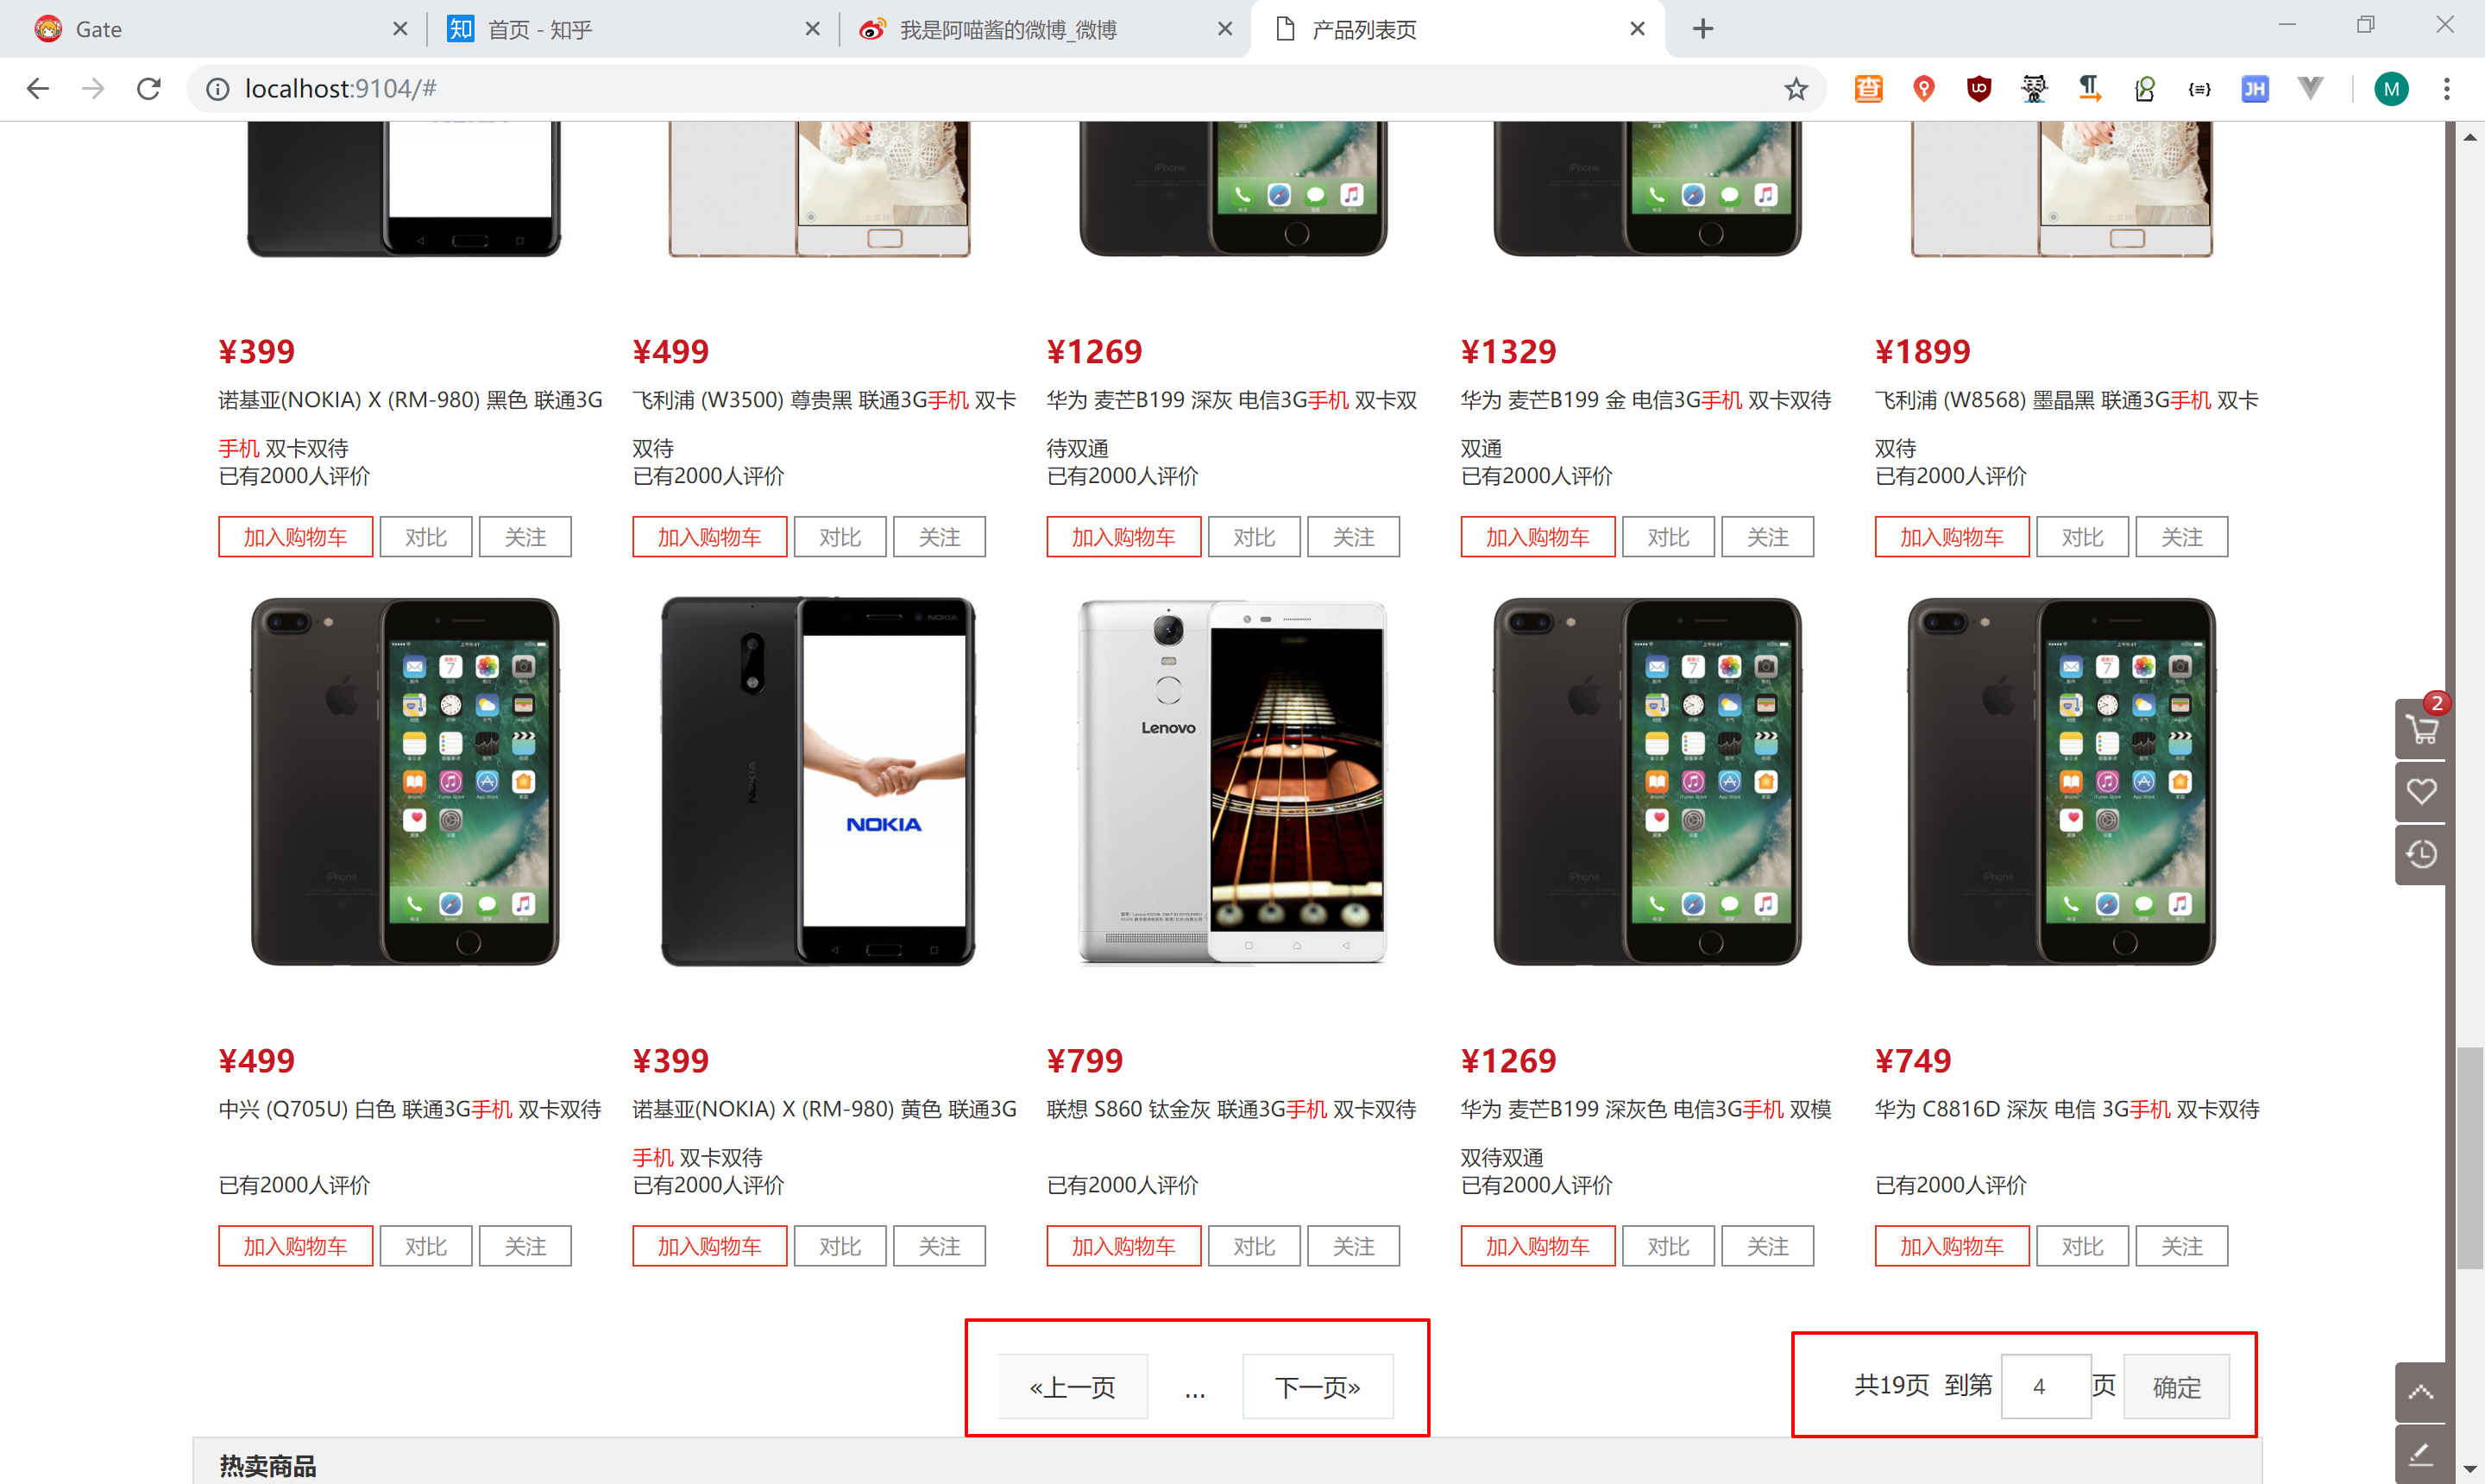 Gate
知 首页 - 知乎
我是阿喵酱的微博_微博
产品列表页
localhost:9104/#
M
¥399
¥499
¥1269
¥1329
¥1899
诺基亚(NOKIA) X (RM-980) 黑色 联通3G
手机 双卡双待
飞利浦 (W3500) 尊贵黑 联通3G手机 双卡
双待
华为 麦芒B199 深灰 电信3G手机 双卡双
待双通
华为 麦芒B199 金 电信3G手机 双卡双待
双通
飞利浦 (W8568) 墨晶黑 联通3G手机 双卡
双待
已有2000人评价
已有2000人评价
已有2000人评价
已有2000人评价
已有2000人评价
加入购物车 对比 关注
加入购物车 对比 关注
加入购物车 对比 关注
加入购物车 对比 关注
加入购物车 对比 关注
iPhone
NOKIA
NOKIA
NOKIA
Lenovo
iPhone
iPhone
2
¥499
¥399
¥799
¥1269
¥749
中兴 (Q705U) 白色 联通3G手机 双卡双待
诺基亚(NOKIA) X (RM-980) 黄色 联通3G
手机 双卡双待
联想 S860 钛金灰 联通3G手机 双卡双待
华为 麦芒B199 深灰色 电信3G手机 双模
双待双通
华为 C8816D 深灰 电信 3G手机 双卡双待
已有2000人评价
已有2000人评价
已有2000人评价
已有2000人评价
已有2000人评价
加入购物车 对比 关注
加入购物车 对比 关注
加入购物车 对比 关注
加入购物车 对比 关注
加入购物车 对比 关注
«上一页 ... 下一页»
共19页 到第 4 页 确定
热卖商品